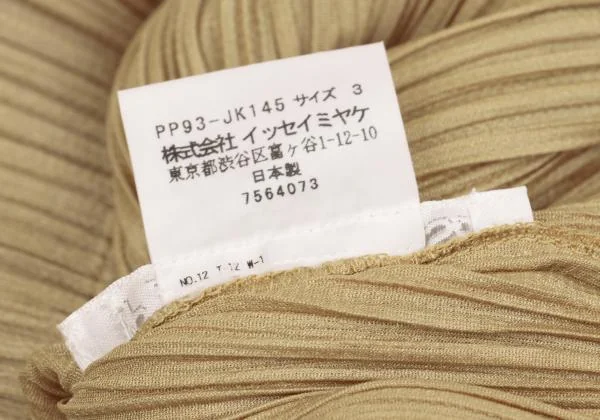 PP93-JK145 サイズ 3
株式会社 イッセイミヤケ
東京都渋谷区富ヶ谷1-12-10
日本製
7564073
NO.12 T-12 W-1